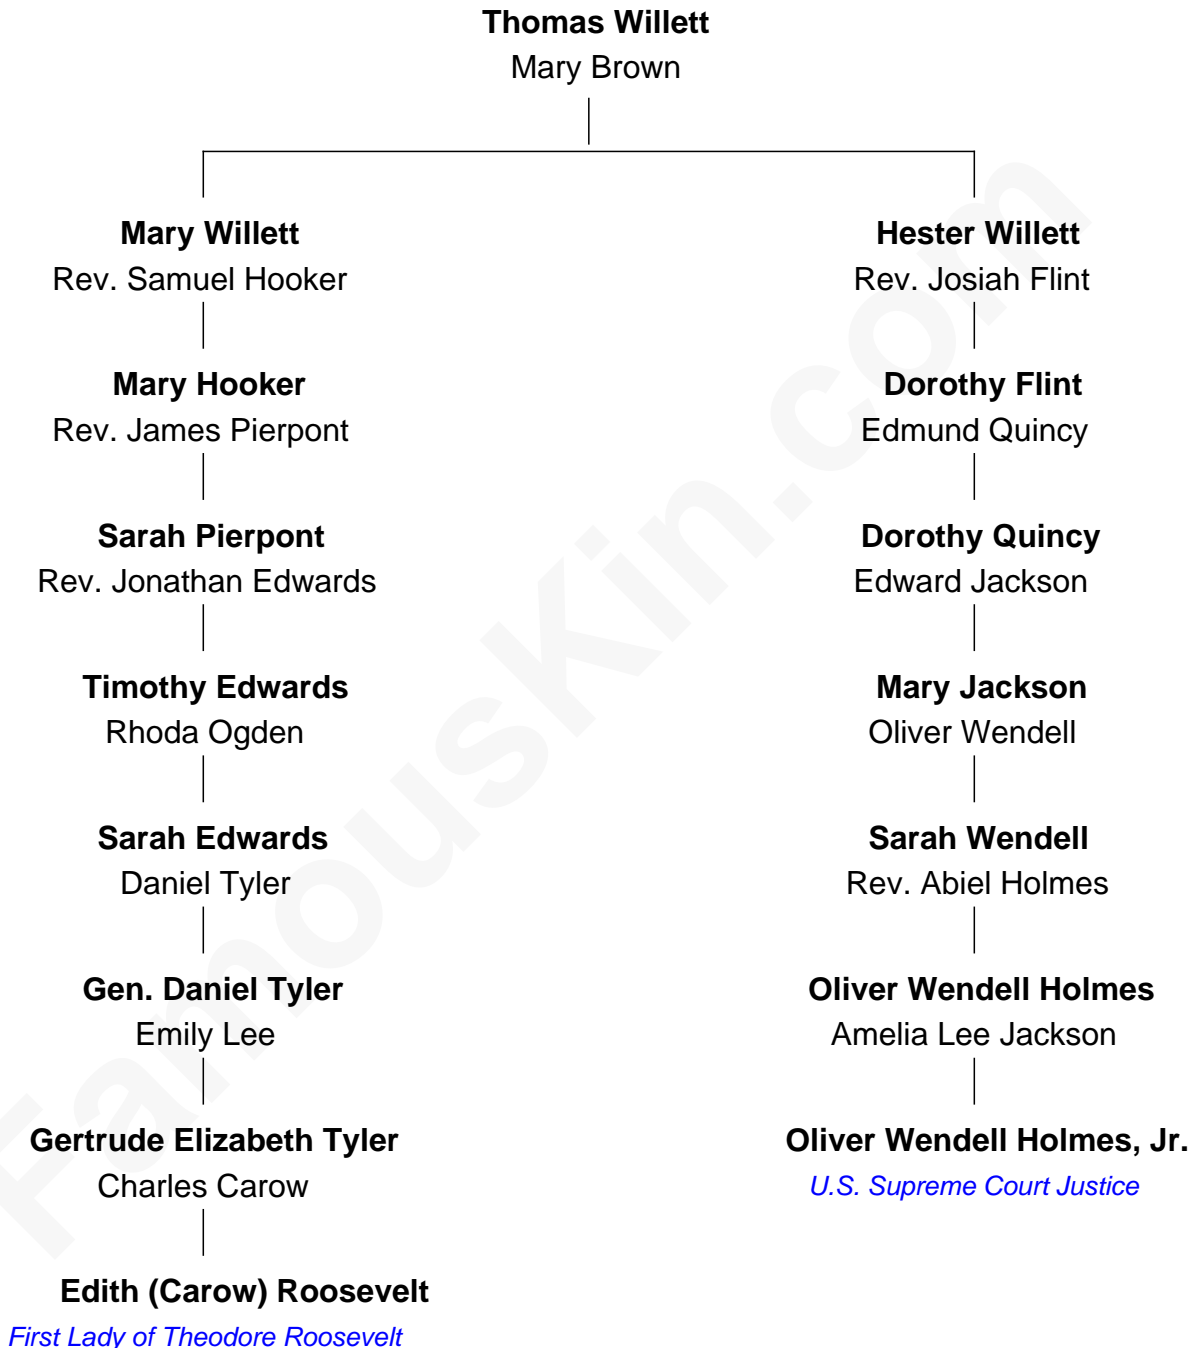 Thomas Willett
Mary Brown
Mary Willett
Rev. Samuel Hooker
Hester Willett
Rev. Josiah Flint
Mary Hooker
Rev. James Pierpont
Dorothy Flint
Edmund Quincy
Sarah Pierpont
Rev. Jonathan Edwards
Dorothy Quincy
Edward Jackson
Timothy Edwards
Rhoda Ogden
Mary Jackson
Oliver Wendell
Sarah Edwards
Daniel Tyler
Sarah Wendell
Rev. Abiel Holmes
Gen. Daniel Tyler
Emily Lee
Oliver Wendell Holmes
Amelia Lee Jackson
Gertrude Elizabeth Tyler
Charles Carow
Oliver Wendell Holmes, Jr.
U.S. Supreme Court Justice
Edith (Carow) Roosevelt
First Lady of Theodore Roosevelt
FamousKin.com